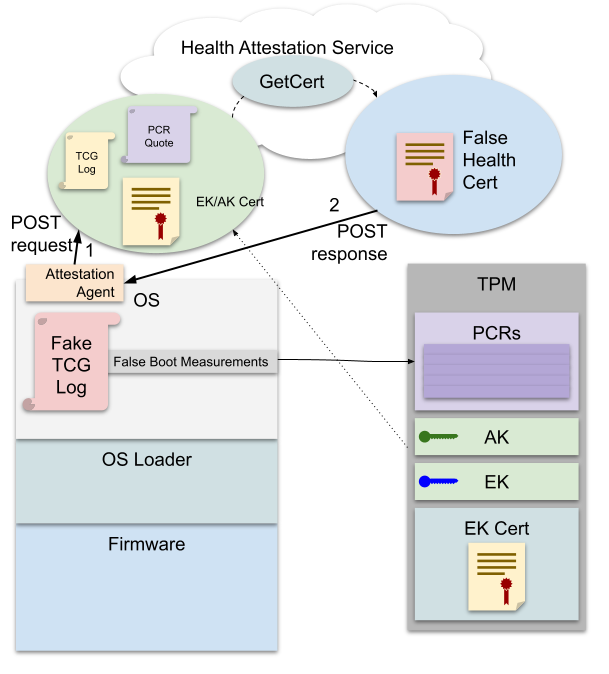 Health Attestation Service
GetCert
PCR
Quote
TCG
Log
EK/AK Cert
False
Health
Cert
POST
request
1
2
POST
response
Attestation
Agent
OS
Fake
TCG
Log
False Boot Measurements
OS Loader
Firmware
TPM
PCRs
AK
EK
EK Cert